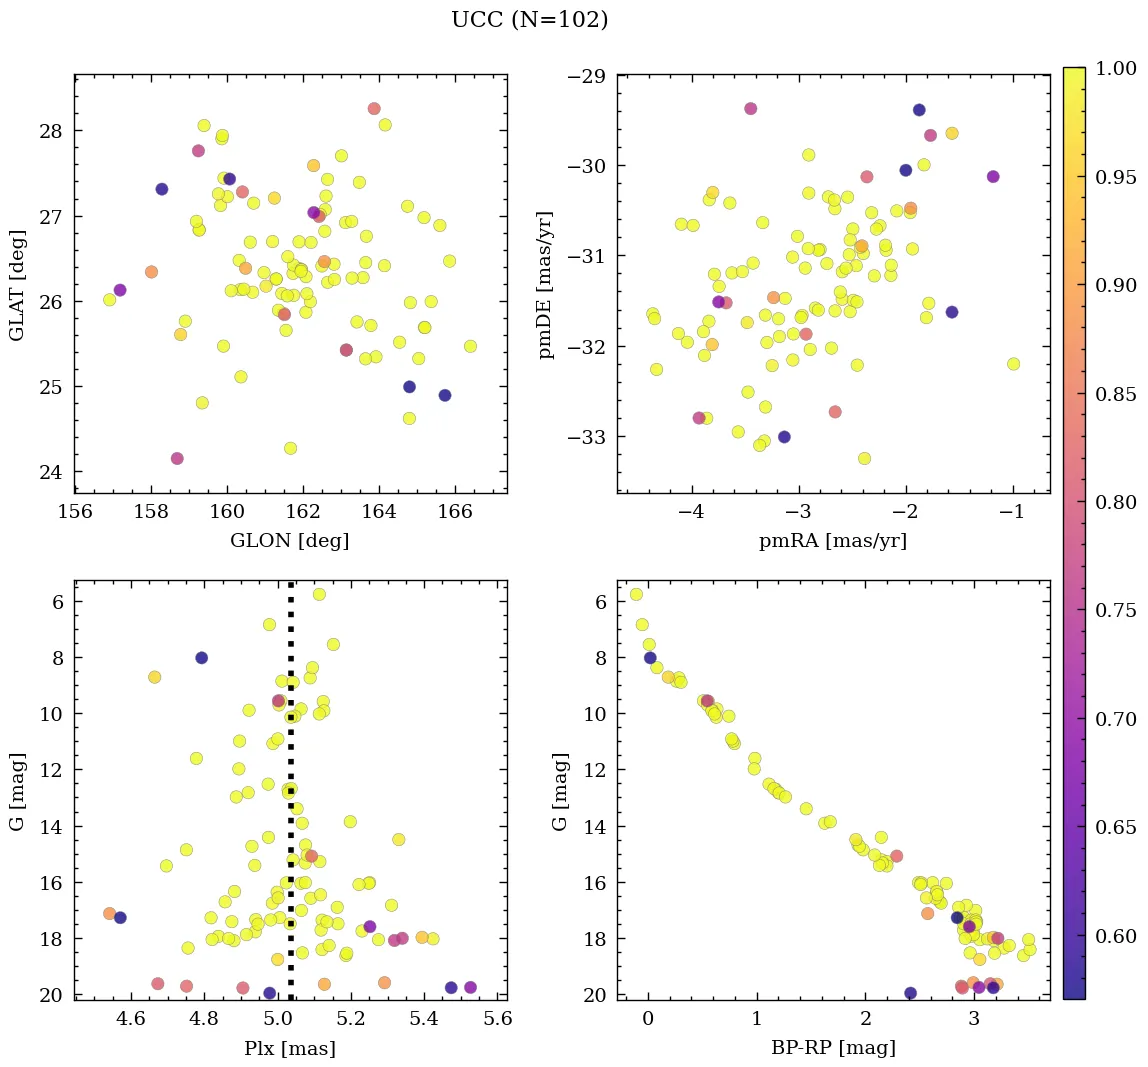 UCC (N=102)
28
27
26
25
24
GLAT [deg]
156 158 160 162 164 166
GLON [deg]
−29
−30
−31
−32
−33
pmDE [mas/yr]
−4 −3 −2 −1
pmRA [mas/yr]
6
8
10
12
14
16
18
20
G [mag]
4.6 4.8 5.0 5.2 5.4 5.6
Plx [mas]
6
8
10
12
14
16
18
20
G [mag]
0 1 2 3
BP-RP [mag]
1.00
0.95
0.90
0.85
0.80
0.75
0.70
0.65
0.60